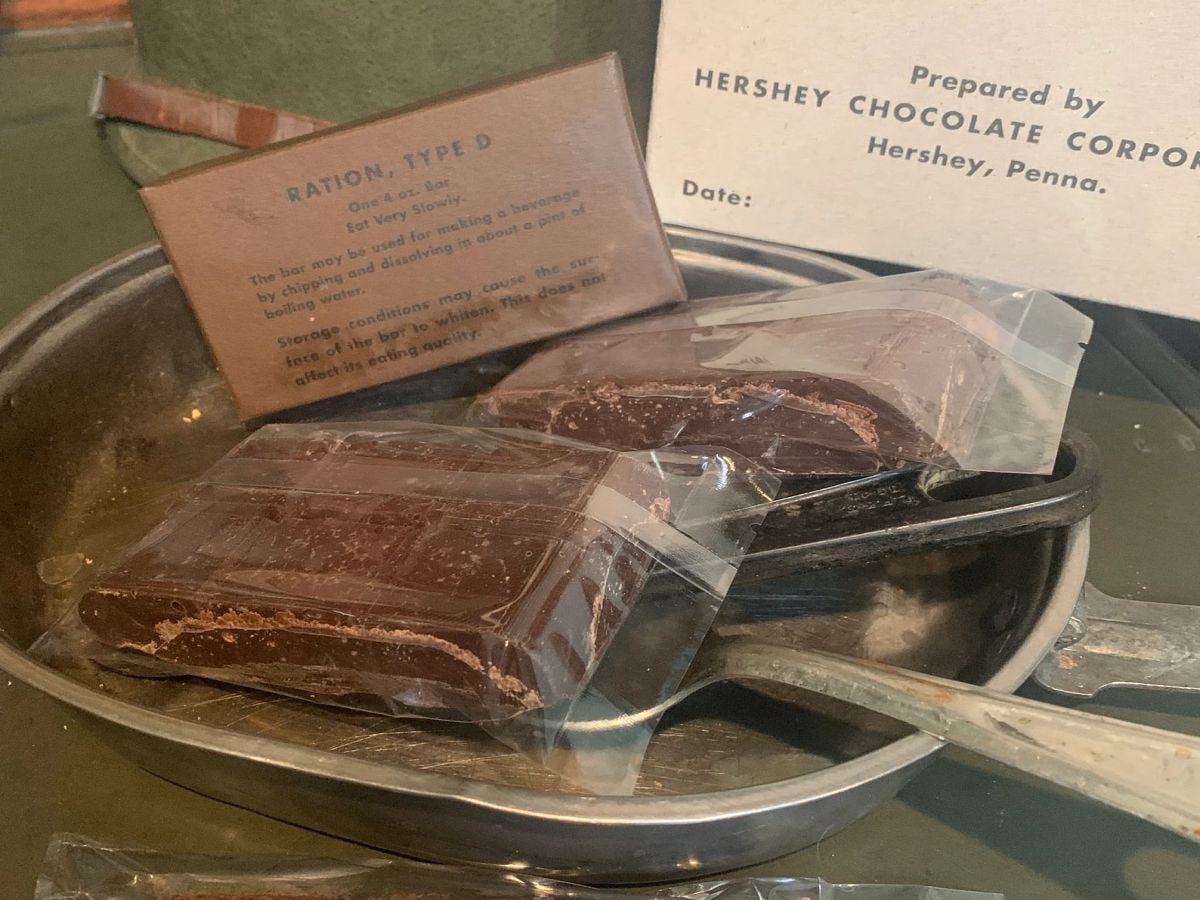 RATION, TYPE D
One 4 oz. Bar
Eat Very Slowly.
The bar may be used for making a beverage
by chipping and dissolving in about a pint of
boiling water.
Storage conditions may cause the sur-
face of the bar to whiten. This does not
affect its eating quality.
Prepared by
HERSHEY CHOCOLATE CORPOR
Hershey, Penna.
Date: